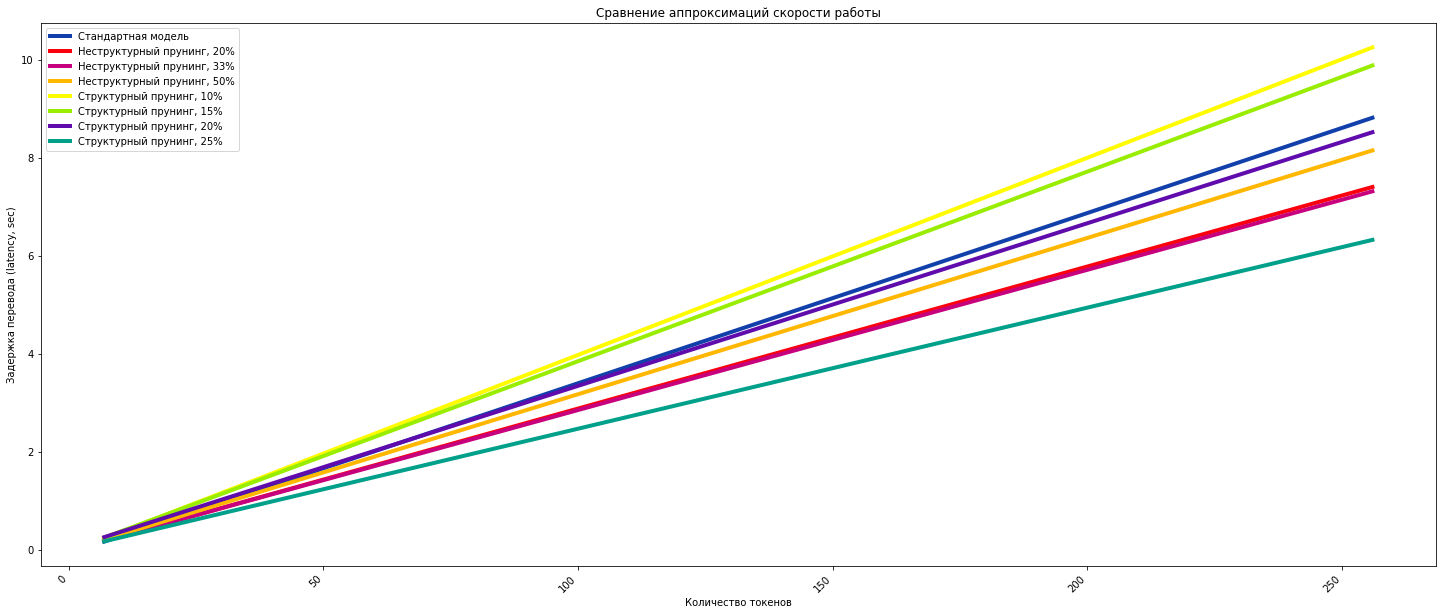 Сравнение аппроксимаций скорости работы
Стандартная модель
Неструктурный прунинг, 20%
Неструктурный прунинг, 33%
Неструктурный прунинг, 50%
Структурный прунинг, 10%
Структурный прунинг, 15%
Структурный прунинг, 20%
Структурный прунинг, 25%
Задержка перевода (latency, sec)
10
8
6
4
2
0
0
50
100
150
200
250
Количество токенов